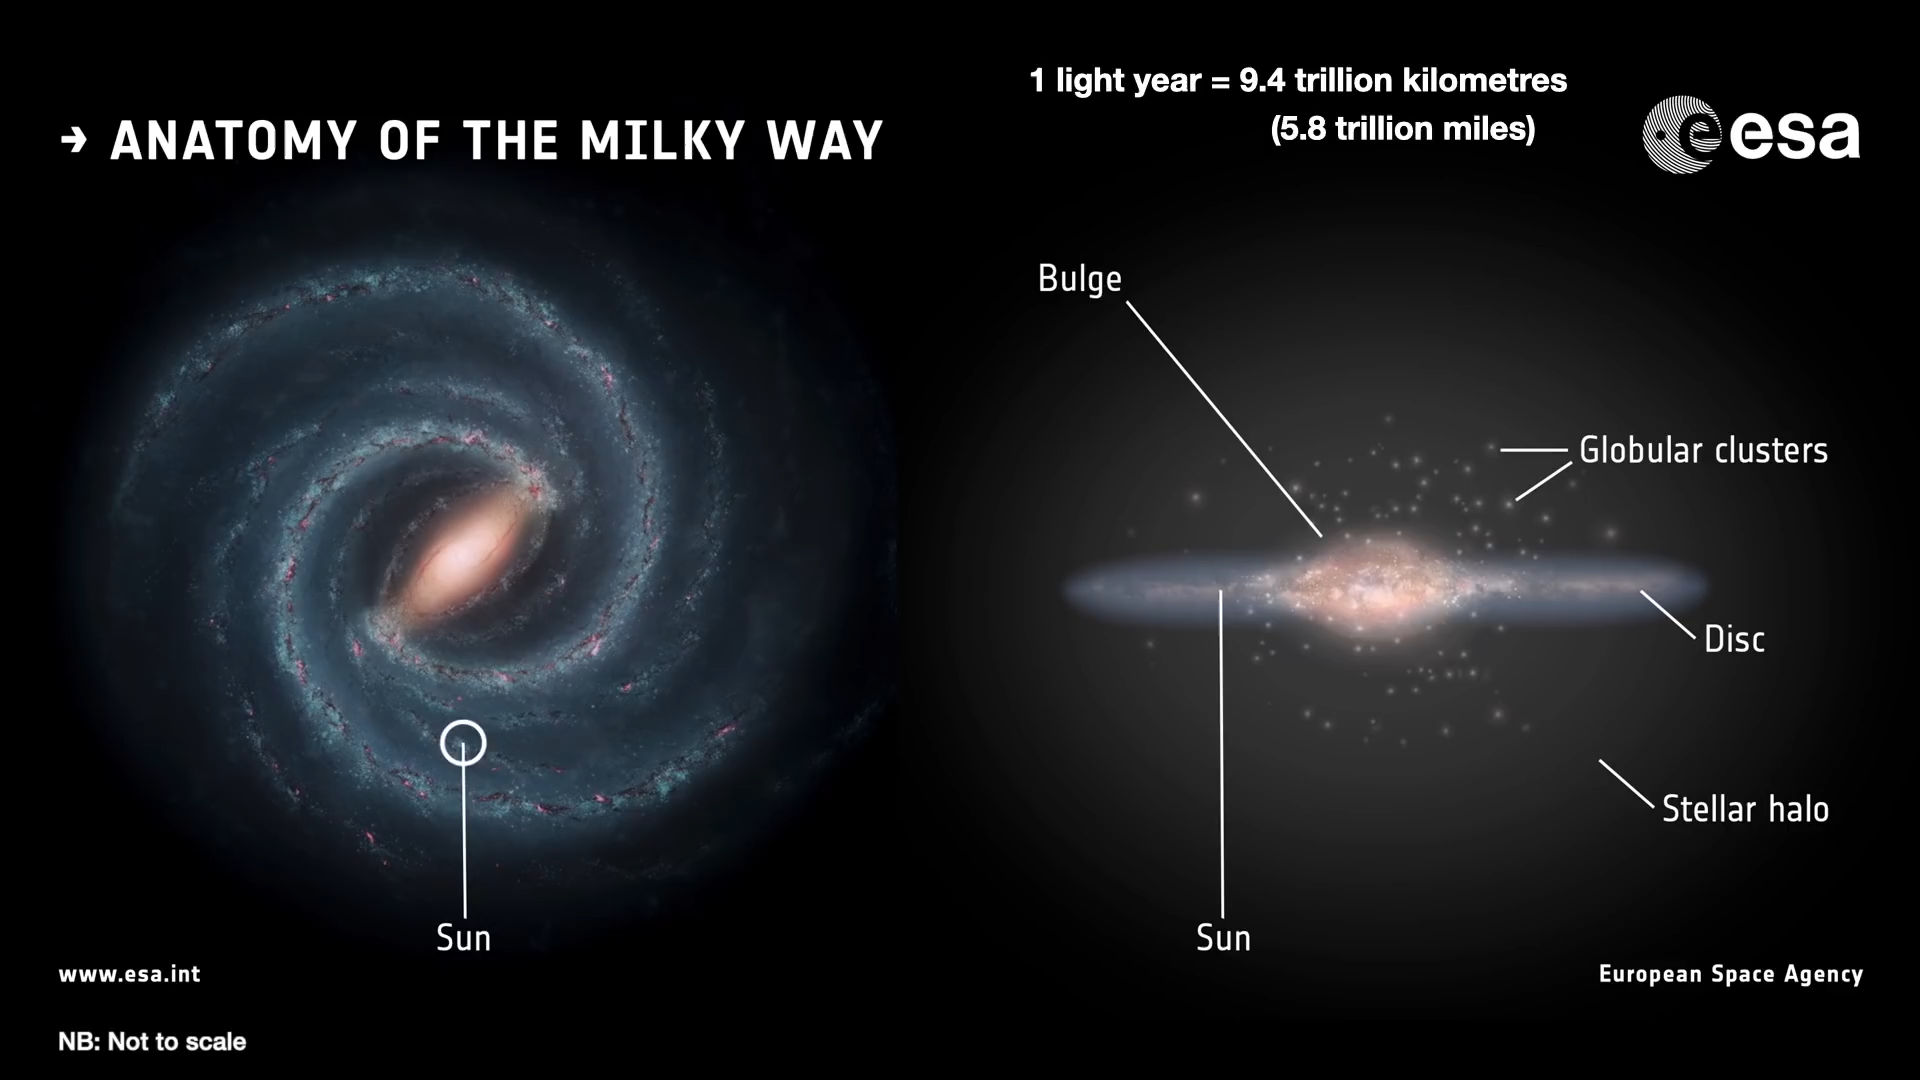 1 light year = 9.4 trillion kilometres
(5.8 trillion miles)
→ ANATOMY OF THE MILKY WAY
esa
Bulge
Globular clusters
Disc
Stellar halo
Sun
Sun
www.esa.int
European Space Agency
NB: Not to scale